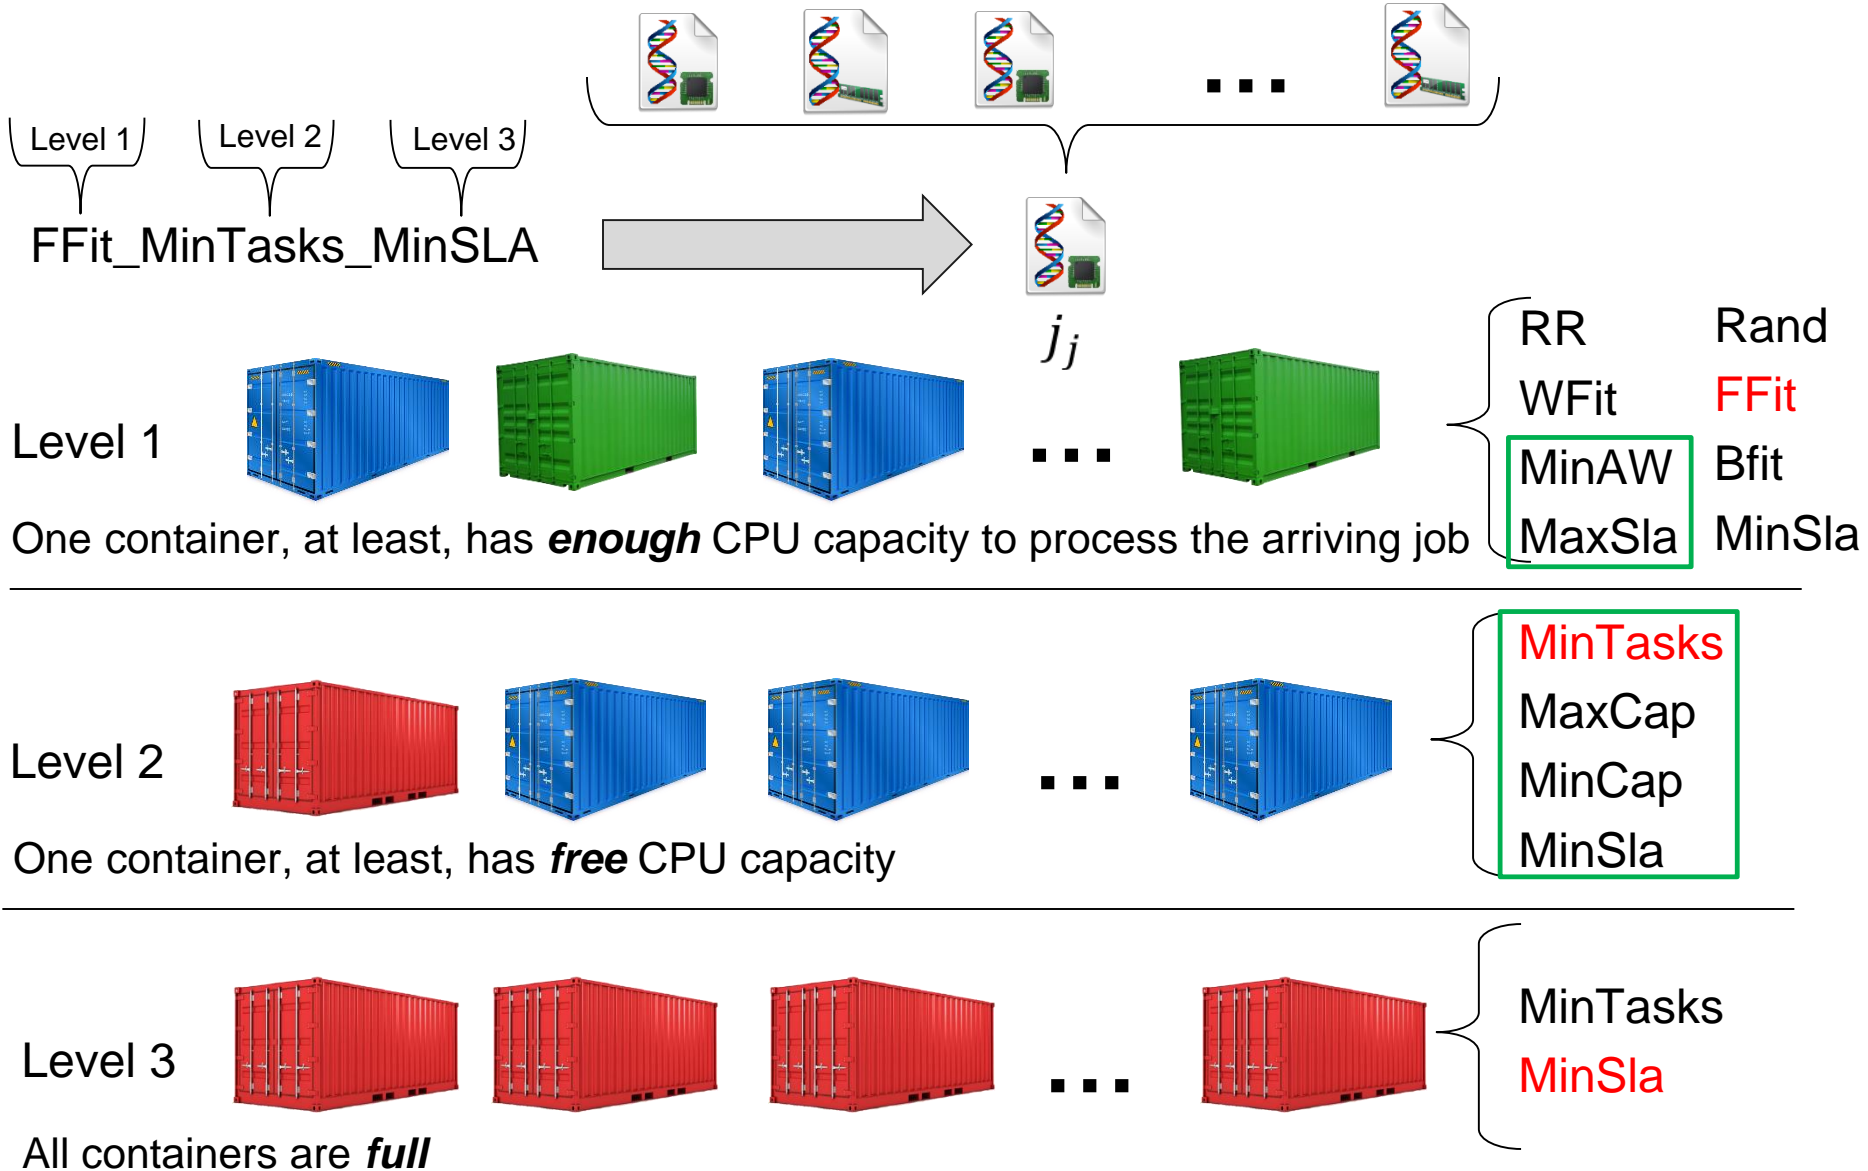 Level 1 Level 2 Level 3
FFit_MinTasks_MinSLA
j_j
RR Rand
WFit FFit
MinAW Bfit
MaxSla MinSla
Level 1
One container, at least, has enough CPU capacity to process the arriving job
MinTasks
MaxCap
MinCap
MinSla
Level 2
One container, at least, has free CPU capacity
MinTasks
MinSla
Level 3
All containers are full